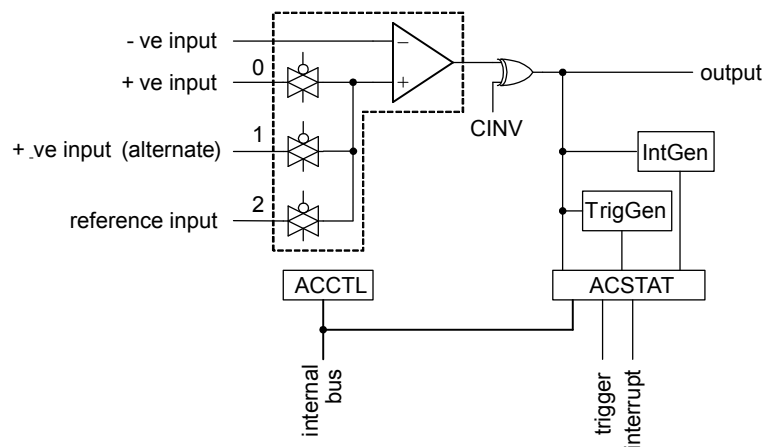 - ve input
0
+ ve input
−
+
CINV
output
1
+ -ve input (alternate)
IntGen
2
reference input
TrigGen
ACCTL
ACSTAT
internal
bus
trigger
interrupt